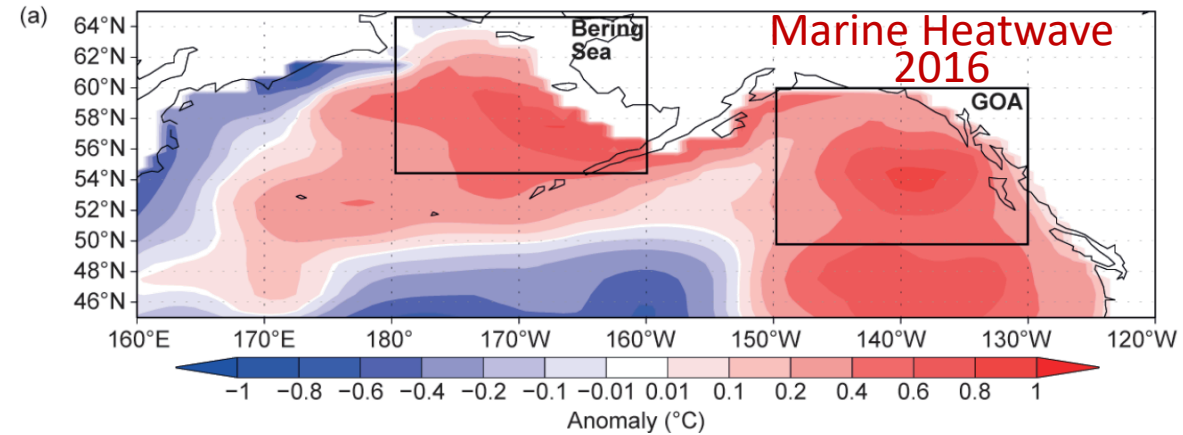 (a)
Marine Heatwave
2016
Bering
Sea
GOA
64°N
62°N
60°N
58°N
56°N
54°N
52°N
50°N
48°N
46°N
160°E 170°E 180° 170°W 160°W 150°W 140°W 130°W 120°W
−1 −0.8 −0.6 −0.4 −0.2 −0.1 −0.01 0.01 0.1 0.2 0.4 0.6 0.8 1
Anomaly (°C)